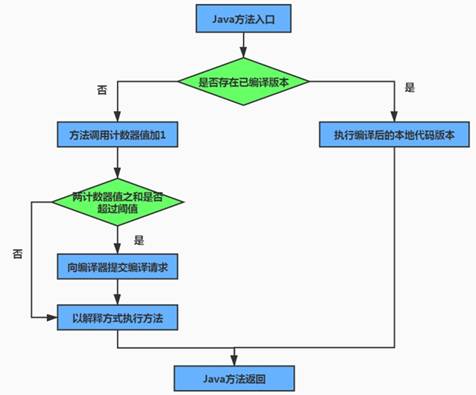 Java方法入口
是否存在已编译版本
否
是
方法调用计数器值加1
执行编译后的本地代码版本
两计数器值之和是否
超过阈值
是
否
向编译器提交编译请求
以解释方式执行方法
Java方法返回